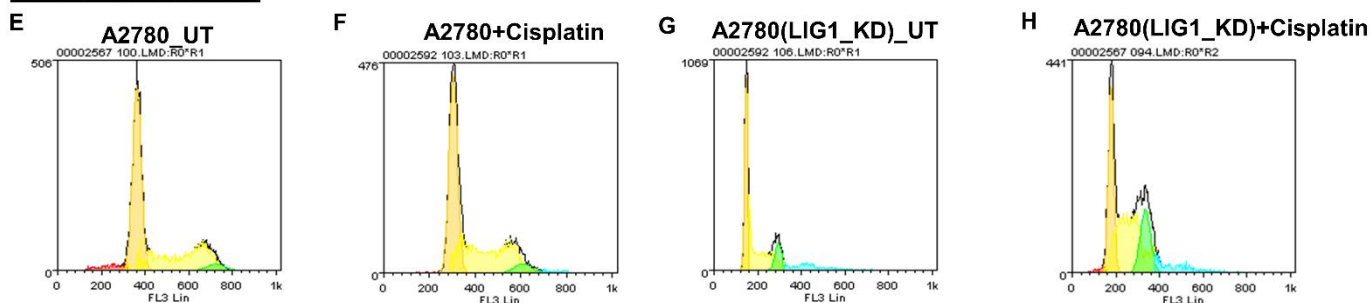 E
A2780_UT
00002567 100.LMD:R0*R1
506
0
0 200 400 600 800 1k
FL3 Lin
F
A2780+Cisplatin
00002592 103.LMD:R0*R1
476
0
0 200 400 600 800 1k
FL3 Lin
G
A2780(LIG1_KD)_UT
00002592 106.LMD:R0*R1
1069
0
0 200 400 600 800 1k
FL3 Lin
H
A2780(LIG1_KD)+Cisplatin
00002567 094.LMD:R0*R2
441
0
0 200 400 600 800 1k
FL3 Lin